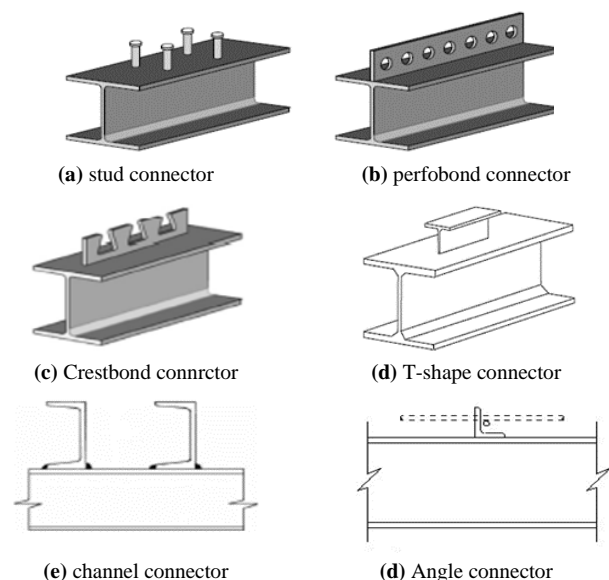 (a) stud connector
(b) perfobond connector
(c) Crestbond connrctor
(d) T-shape connector
(e) channel connector
(d) Angle connector